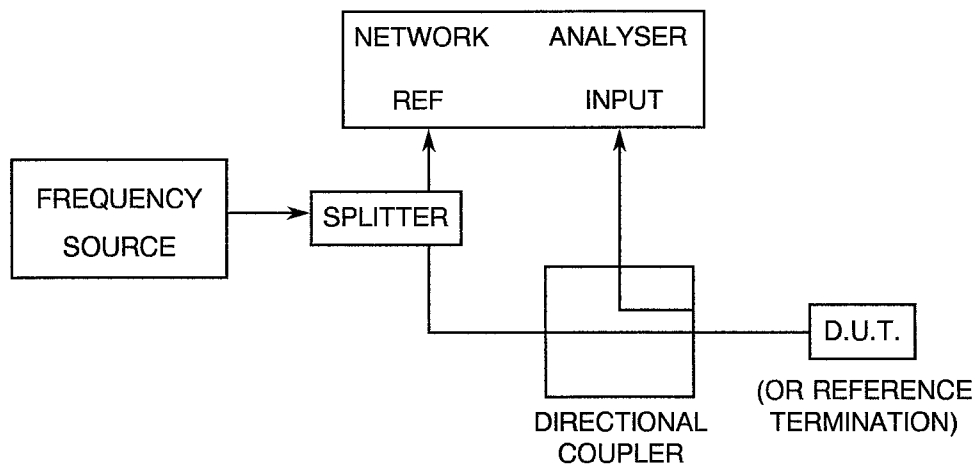 NETWORK ANALYSER
REF INPUT
FREQUENCY
SOURCE
SPLITTER
D.U.T.
(OR REFERENCE
TERMINATION)
DIRECTIONAL
COUPLER